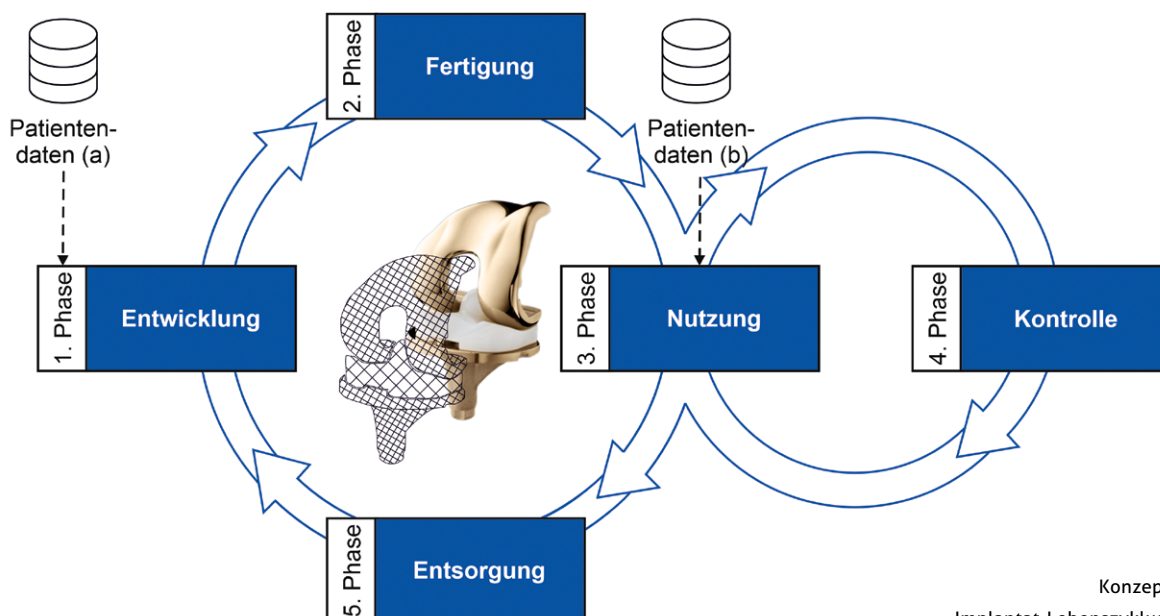 Patienten-
daten (a)
2. Phase
Fertigung
Patienten-
daten (b)
1. Phase
Entwicklung
3. Phase
Nutzung
4. Phase
Kontrolle
5. Phase
Entsorgung